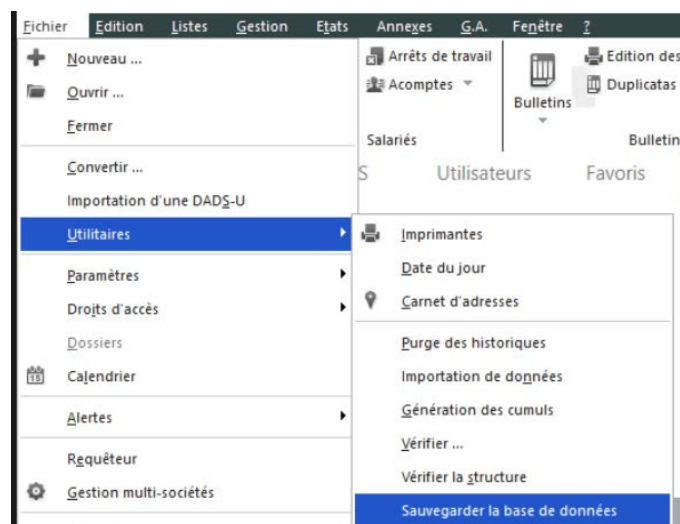 Fichier Edition Listes Gestion Etats Annexes G.A. Fenêtre ?
Nouveau ...
Ouvrir ...
Fermer
Convertir ...
Importation d'une DADS-U
Utilitaires
Paramètres
Droits d'accès
Dossiers
Calendrier
Alertes
Requêteur
Gestion multi-sociétés
Arrêts de travail
Acomptes
Salariés
Bulletins
Edition des
Duplicatas
Bulletin
S Utilisateurs Favoris
Imprimantes
Date du jour
Carnet d'adresses
Purge des historiques
Importation de données
Génération des cumuls
Vérifier ...
Vérifier la structure
Sauvegarder la base de données